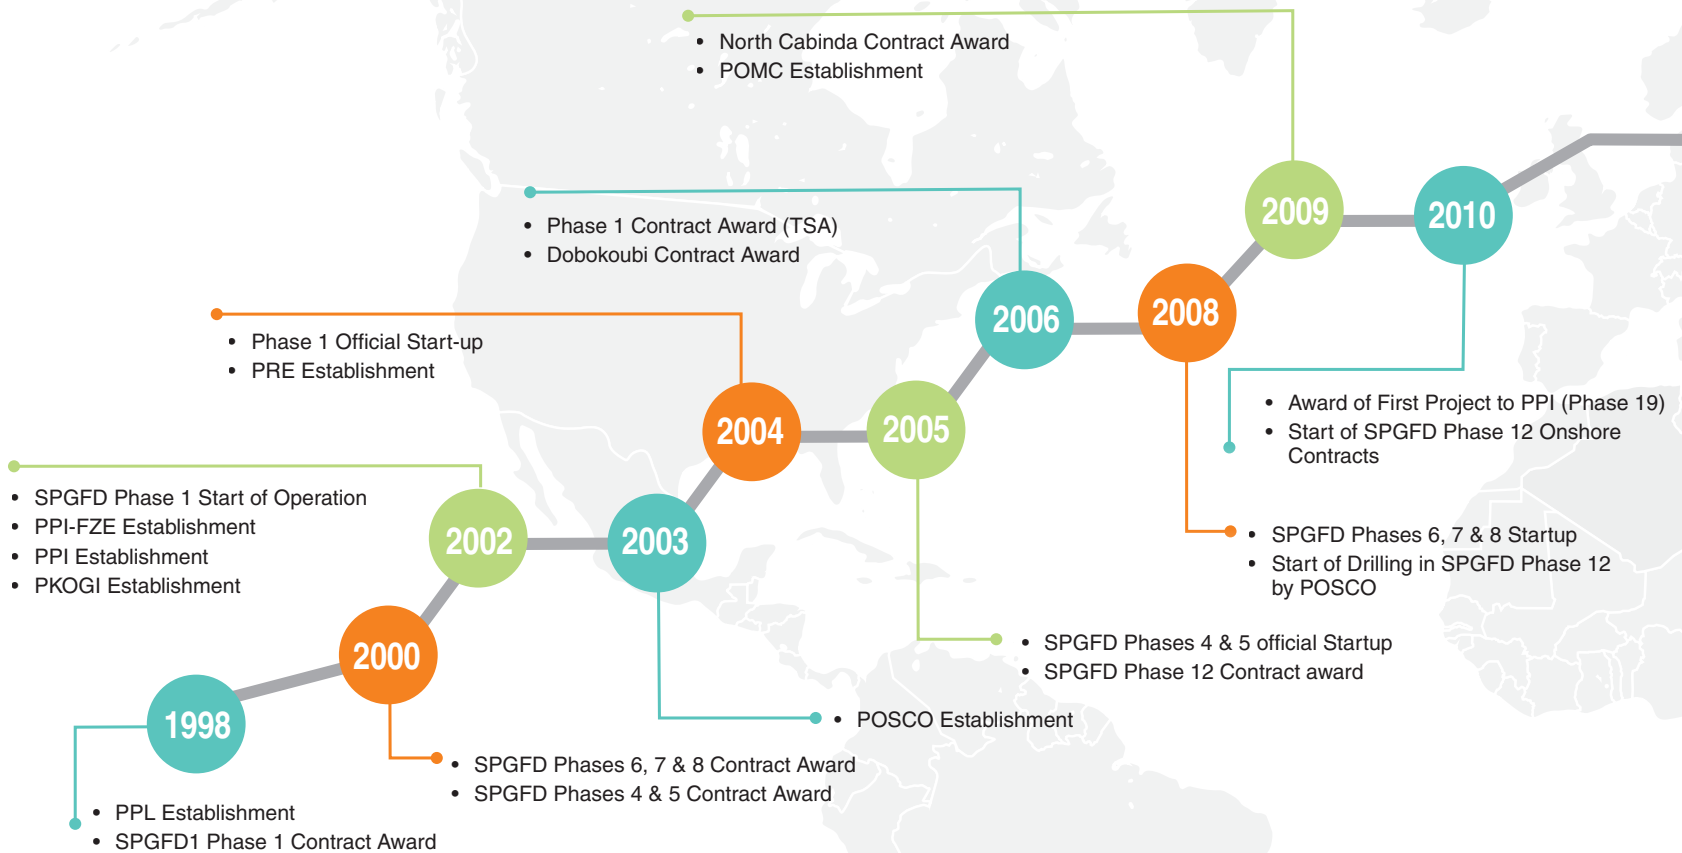 • North Cabinda Contract Award
• POMC Establishment
2009
2010
• Phase 1 Contract Award (TSA)
• Dobokoubi Contract Award
2006
2008
• Phase 1 Official Start-up
• PRE Establishment
2004
2005
• Award of First Project to PPI (Phase 19)
• Start of SPGFD Phase 12 Onshore
Contracts
• SPGFD Phase 1 Start of Operation
• PPI-FZE Establishment
• PPI Establishment
• PKOGI Establishment
2002
2003
• SPGFD Phases 6, 7 & 8 Startup
• Start of Drilling in SPGFD Phase 12
by POSCO
2000
• SPGFD Phases 4 & 5 official Startup
• SPGFD Phase 12 Contract award
1998
• POSCO Establishment
• SPGFD Phases 6, 7 & 8 Contract Award
• SPGFD Phases 4 & 5 Contract Award
• PPL Establishment
• SPGFD1 Phase 1 Contract Award